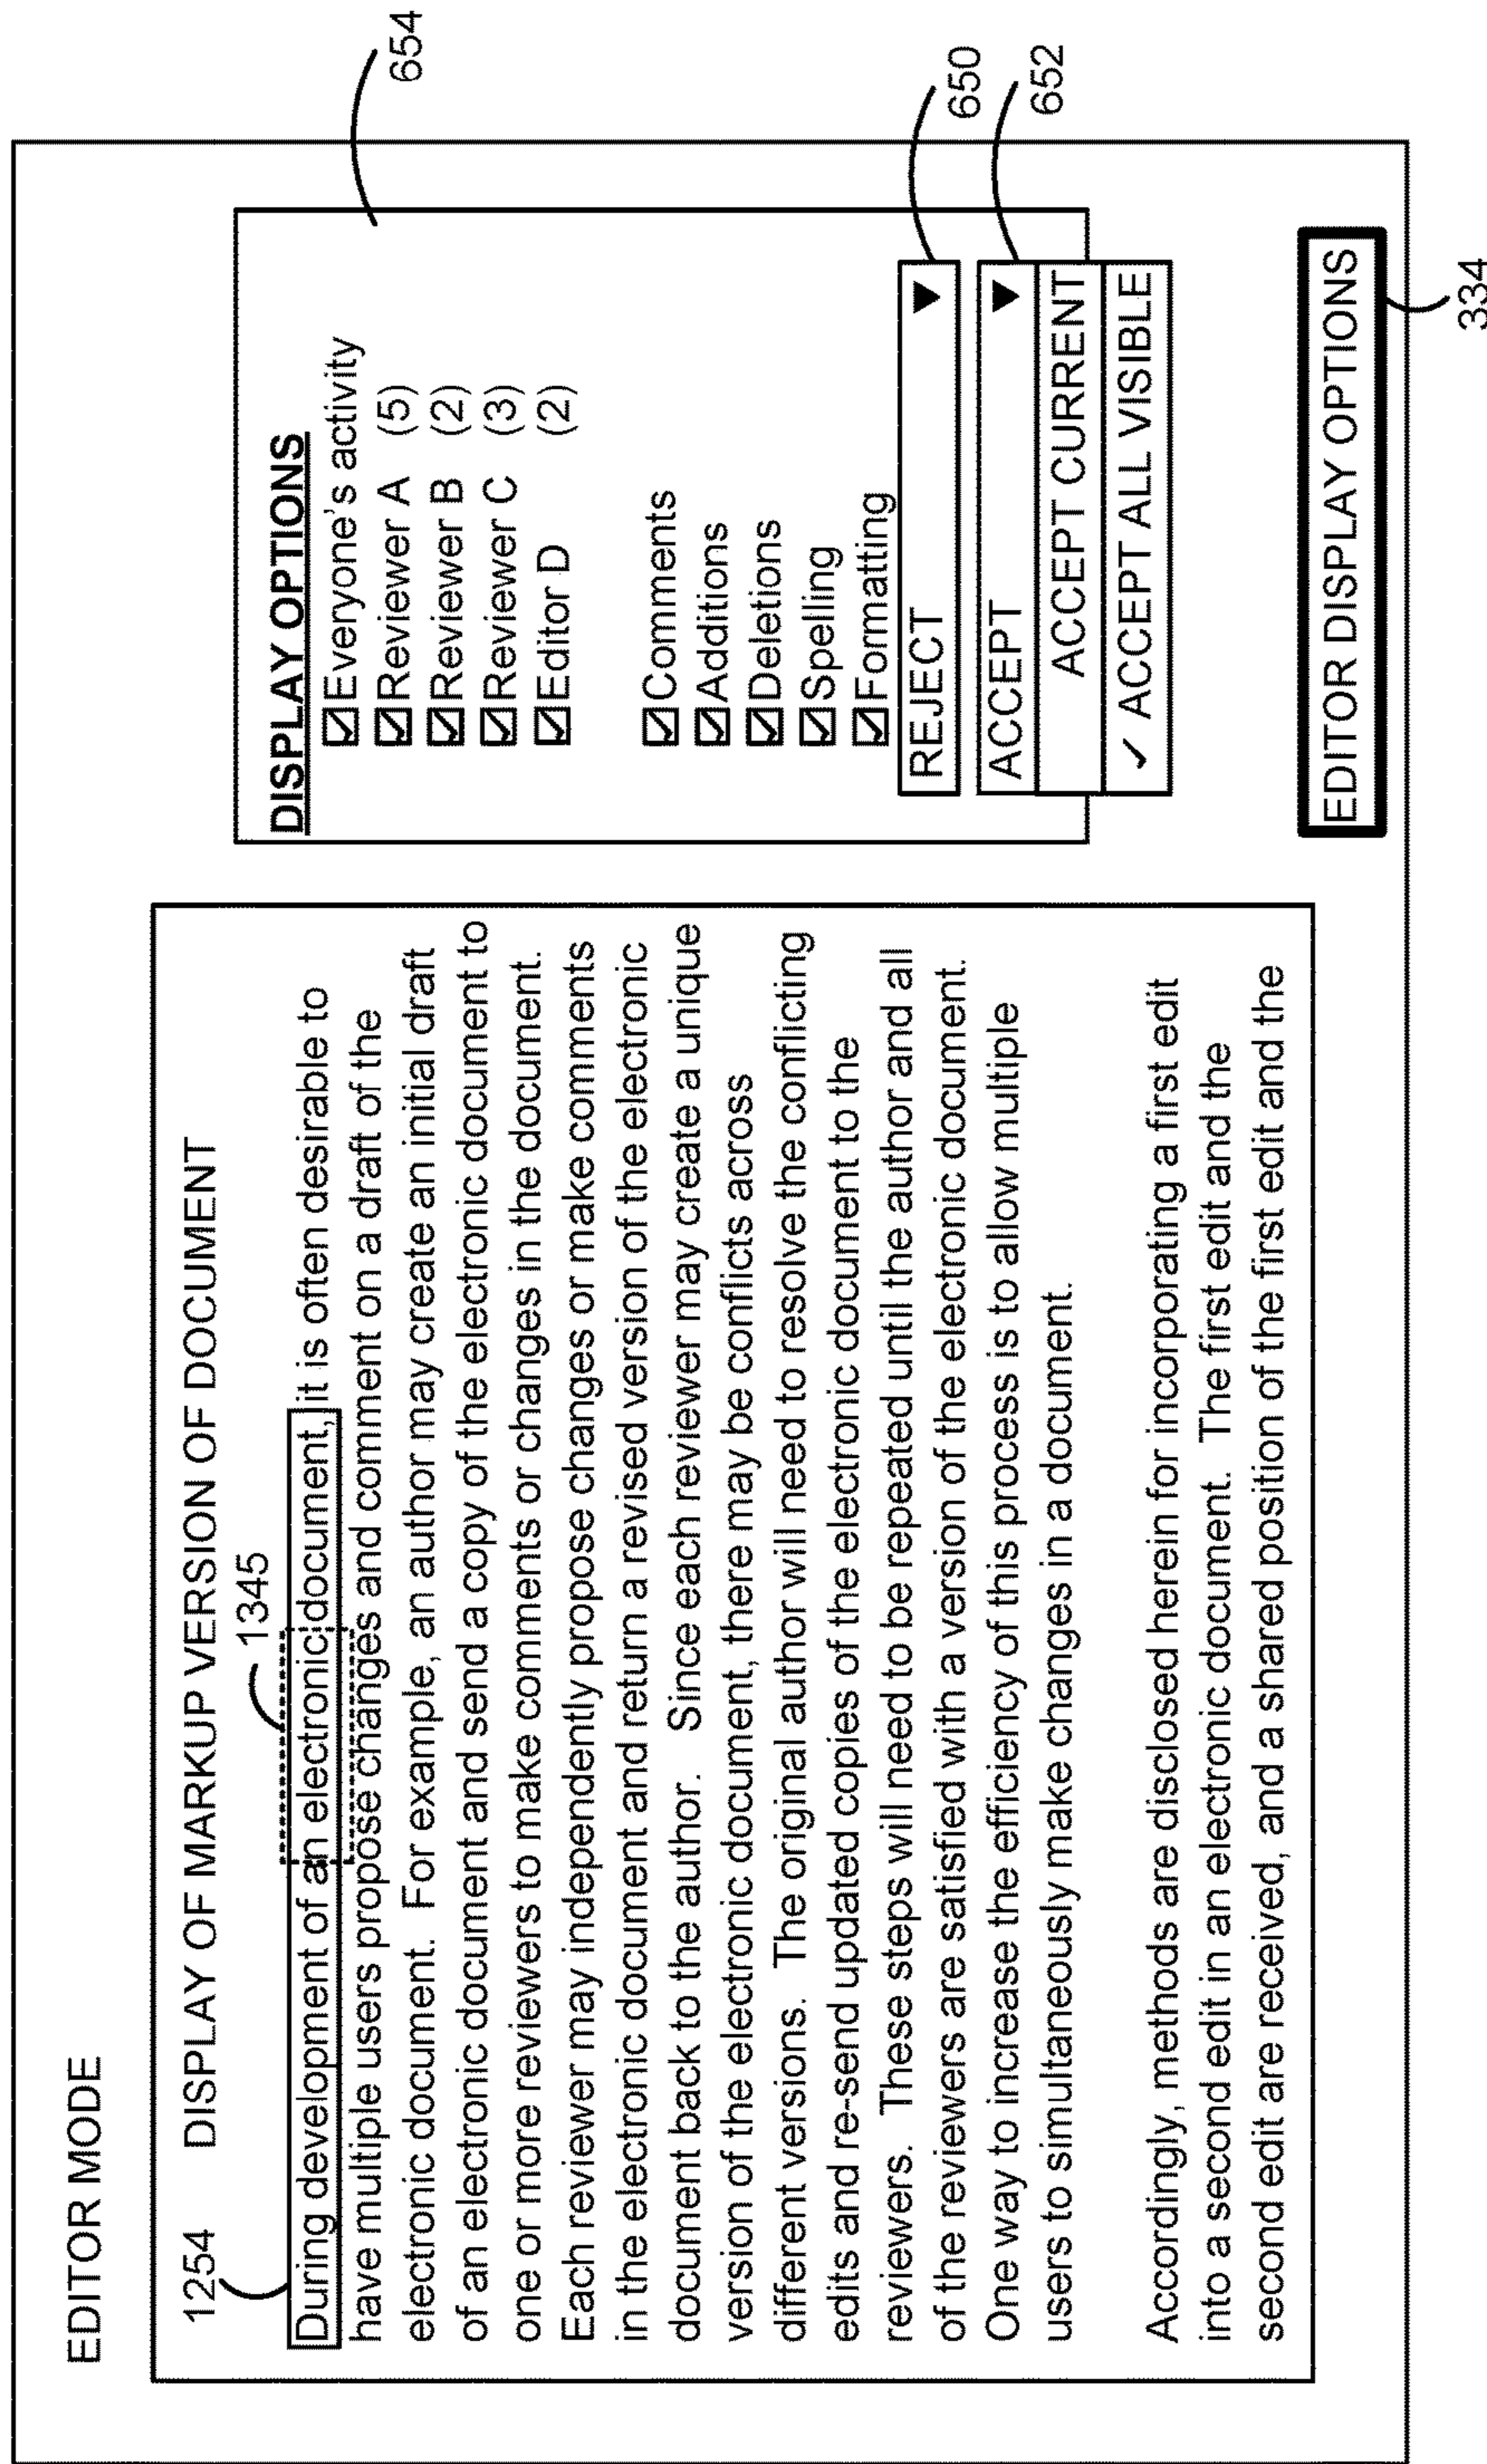 EDITOR MODE
1254
DISPLAY OF MARKUP VERSION OF DOCUMENT
1345
During development of an electronic document, it is often desirable to
have multiple users propose changes and comment on a draft of the
electronic document. For example, an author may create an initial draft
of an electronic document and send a copy of the electronic document to
one or more reviewers to make comments or changes in the document.
Each reviewer may independently propose changes or make comments
in the electronic document and return a revised version of the electronic
document back to the author. Since each reviewer may create a unique
version of the electronic document, there may be conflicts across
different versions. The original author will need to resolve the conflicting
edits and re-send updated copies of the electronic document to the
reviewers. These steps will need to be repeated until the author and all
of the reviewers are satisfied with a version of the electronic document.
One way to increase the efficiency of this process is to allow multiple
users to simultaneously make changes in a document.
Accordingly, methods are disclosed herein for incorporating a first edit
into a second edit in an electronic document. The first edit and the
second edit are received, and a shared position of the first edit and the
DISPLAY OPTIONS
Everyone's activity
Reviewer A (5)
Reviewer B (2)
Reviewer C (3)
Editor D (2)
Comments
Additions
Deletions
Spelling
Formatting
REJECT ▼
ACCEPT ▼
ACCEPT CURRENT
✓ ACCEPT ALL VISIBLE
EDITOR DISPLAY OPTIONS
654
650
652
334